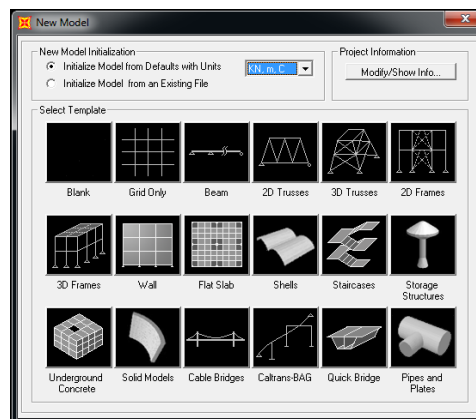 New Model
New Model Initialization
Initialize Model from Defaults with Units
KN, m, C
Initialize Model from an Existing File
Project Information
Modify/Show Info...
Select Template
Blank
Grid Only
Beam
2D Trusses
3D Trusses
2D Frames
3D Frames
Wall
Flat Slab
Shells
Staircases
Storage
Structures
Underground
Concrete
Solid Models
Cable Bridges
Caltrans-BAG
Quick Bridge
Pipes and
Plates